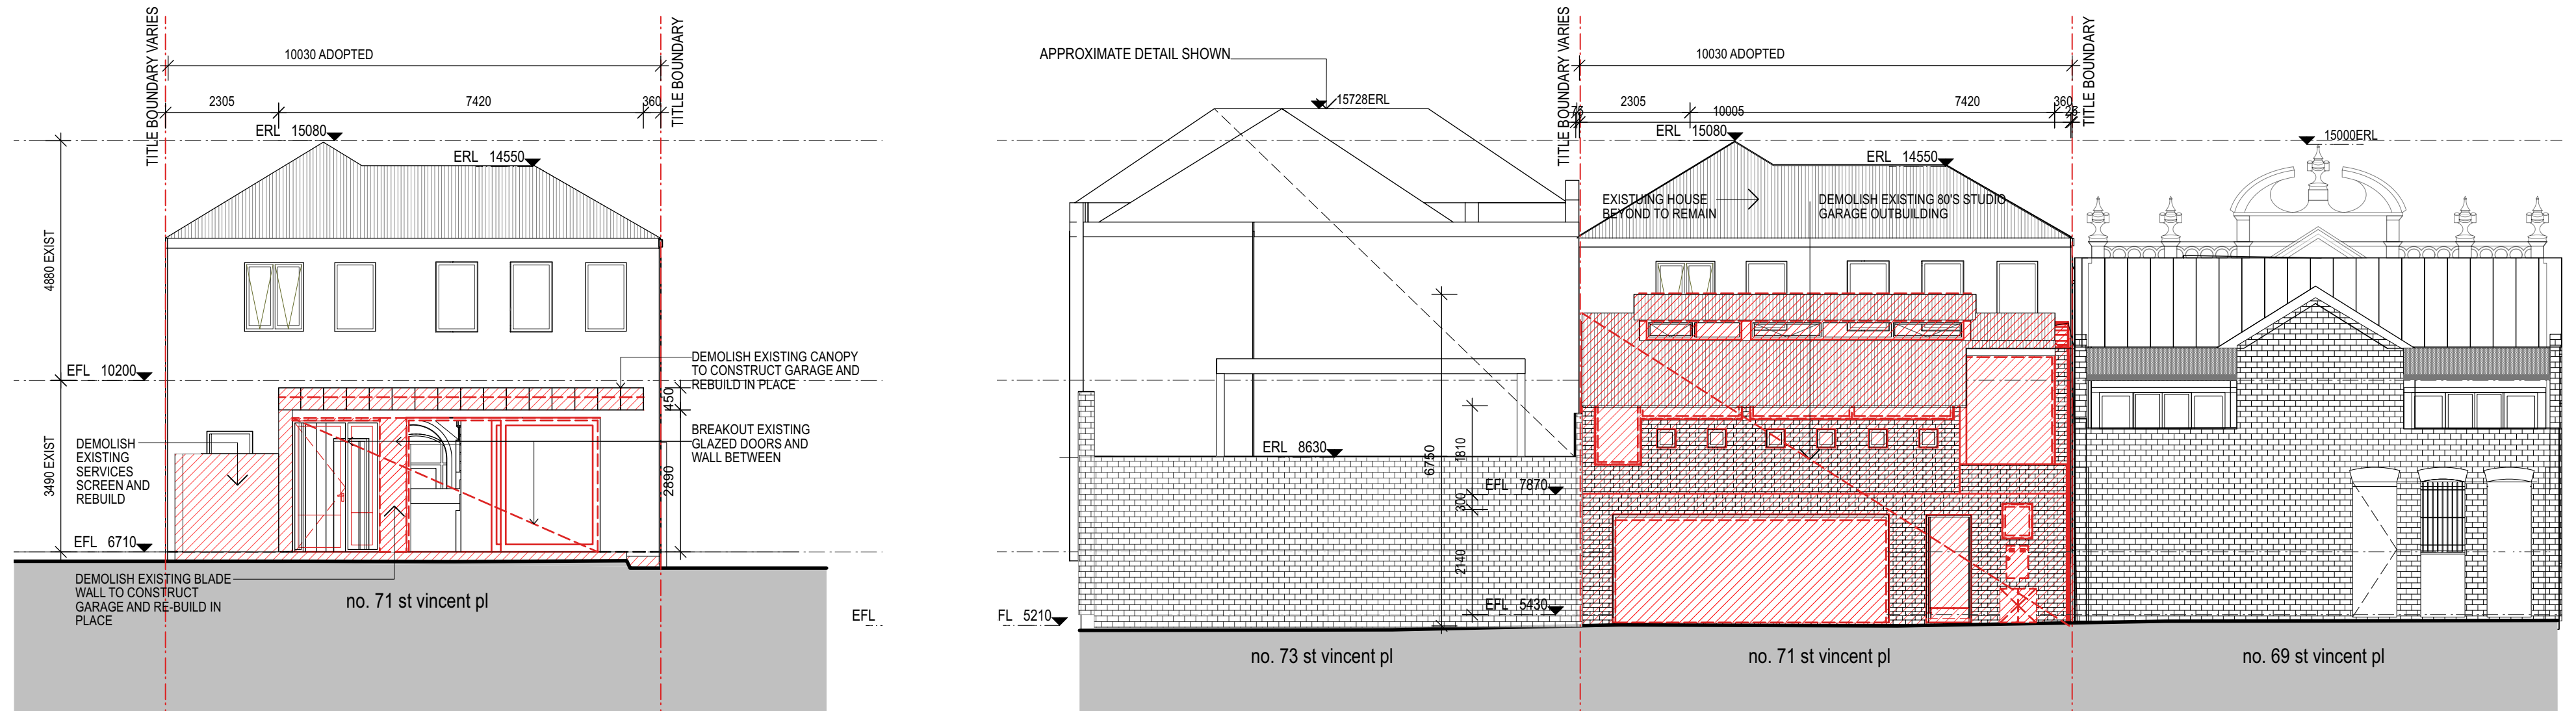 TITLE BOUNDARY VARIES
10030 ADOPTED
TITLE BOUNDARY
2305
7420
360
ERL 15080
ERL 14550
4880 EXIST
EFL 10200
3490 EXIST
EFL 6710
DEMOLISH EXISTING CANOPY
TO CONSTRUCT GARAGE AND
REBUILD IN PLACE
450
BREAKOUT EXISTING
GLAZED DOORS AND
WALL BETWEEN
2890
DEMOLISH
EXISTING
SERVICES
SCREEN AND
REBUILD
DEMOLISH EXISTING BLADE
WALL TO CONSTRUCT
GARAGE AND RE-BUILD IN
PLACE
no. 71 st vincent pl
EFL
APPROXIMATE DETAIL SHOWN
15728ERL
TITLE BOUNDARY VARIES
10030 ADOPTED
TITLE BOUNDARY
2305
7420
360
10005
ERL 15080
ERL 14550
15000ERL
EXISTUING HOUSE
BEYOND TO REMAIN
DEMOLISH EXISTING 80'S STUDIO
GARAGE OUTBUILDING
ERL 8630
6750
1810
EFL 7870
300
2140
EFL 5430
FL 5210
no. 73 st vincent pl
no. 71 st vincent pl
no. 69 st vincent pl